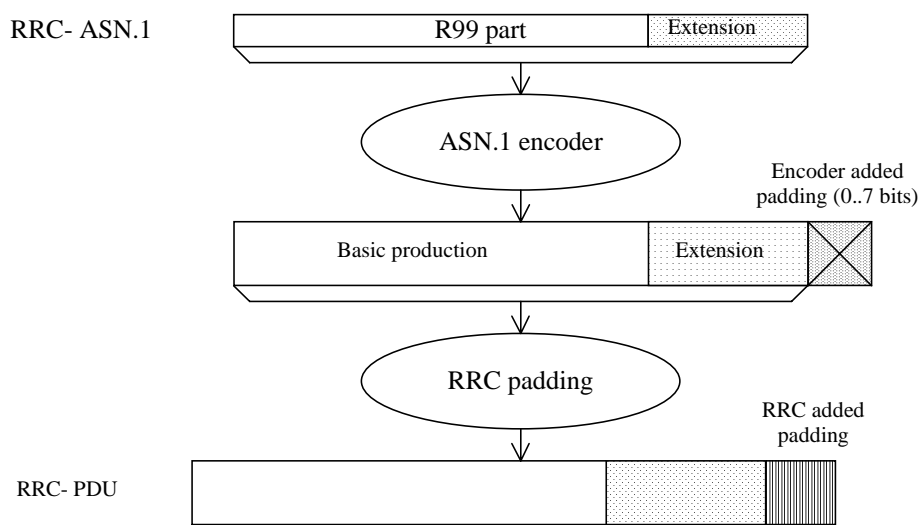 RRC- ASN.1
R99 part
Extension
ASN.1 encoder
Encoder added
padding (0..7 bits)
Basic production
Extension
RRC padding
RRC added
padding
RRC- PDU